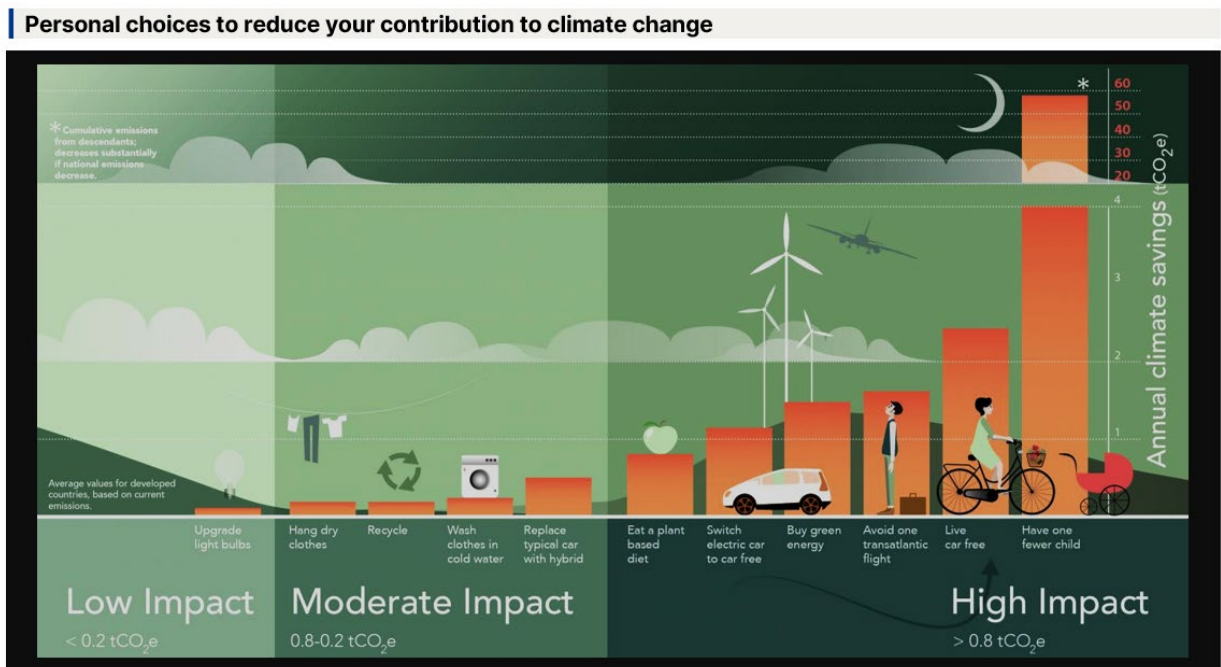 Personal choices to reduce your contribution to climate change
*Cumulative emissions
from descendants;
decreases substantially
if national emissions
decrease.
*
60
50
40
30
20
4
3
2
1
Annual climate savings (tCO₂e)
Average values for developed
countries, based on current
emissions.
Upgrade
light bulbs
Hang dry
clothes
Recycle
Wash
clothes in
cold water
Replace
typical car
with hybrid
Eat a plant
based
diet
Switch
electric car
to car free
Buy green
energy
Avoid one
transatlantic
flight
Live
car free
Have one
fewer child
Low Impact
< 0.2 tCO₂e
Moderate Impact
0.8-0.2 tCO₂e
High Impact
> 0.8 tCO₂e